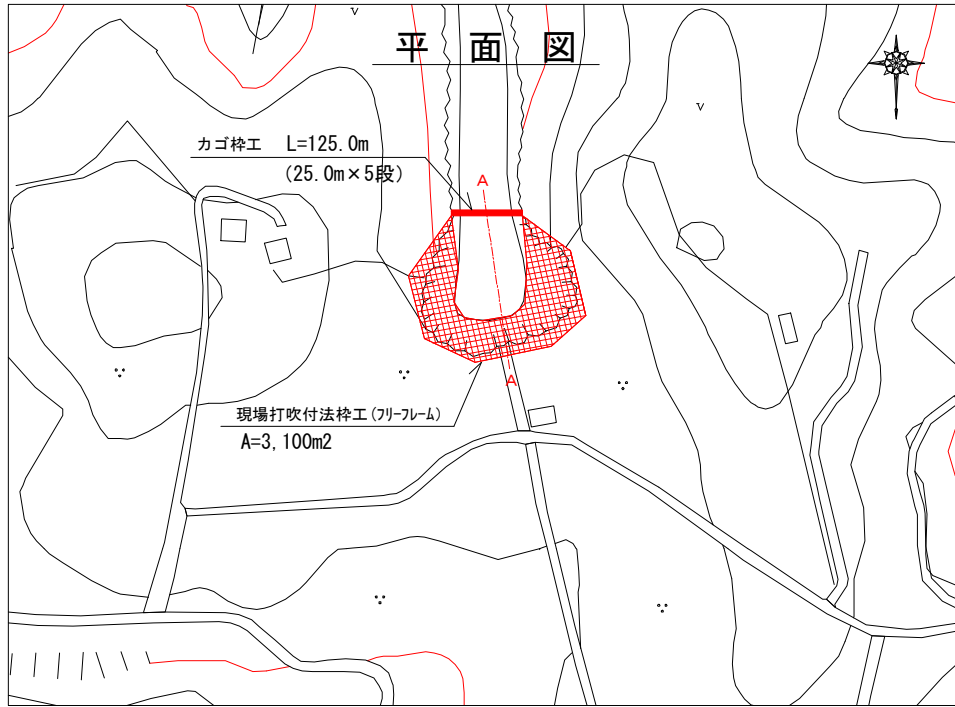 平面図
カゴ枠工 L=125.0m
(25.0m×5段)
A
A
現場打吹付法枠工(フリーフレーム)
A=3,100m2